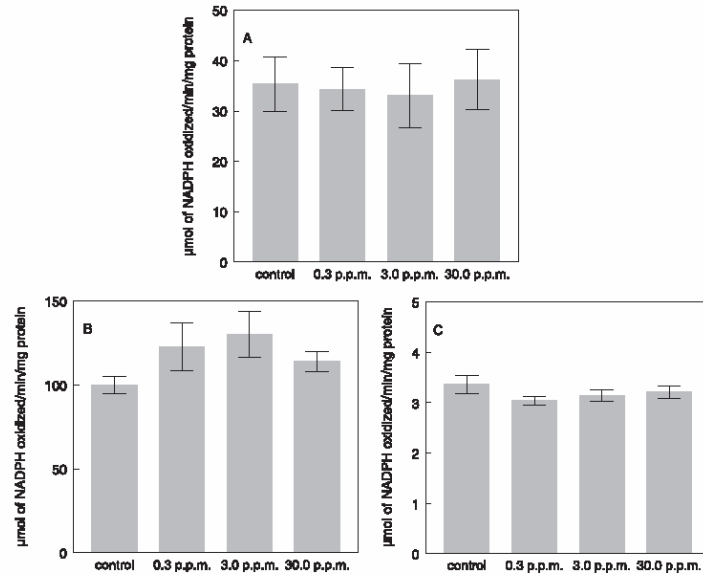 A
µmol of NADPH oxidized/min/mg protein
50
40
30
20
10
0
control 0.3 p.p.m. 3.0 p.p.m. 30.0 p.p.m.
B
µmol of NADPH oxidized/min/mg protein
150
100
50
0
control 0.3 p.p.m. 3.0 p.p.m. 30.0 p.p.m.
C
µmol of NADPH oxidized/min/mg protein
5
4
3
2
1
0
control 0.3 p.p.m. 3.0 p.p.m. 30.0 p.p.m.